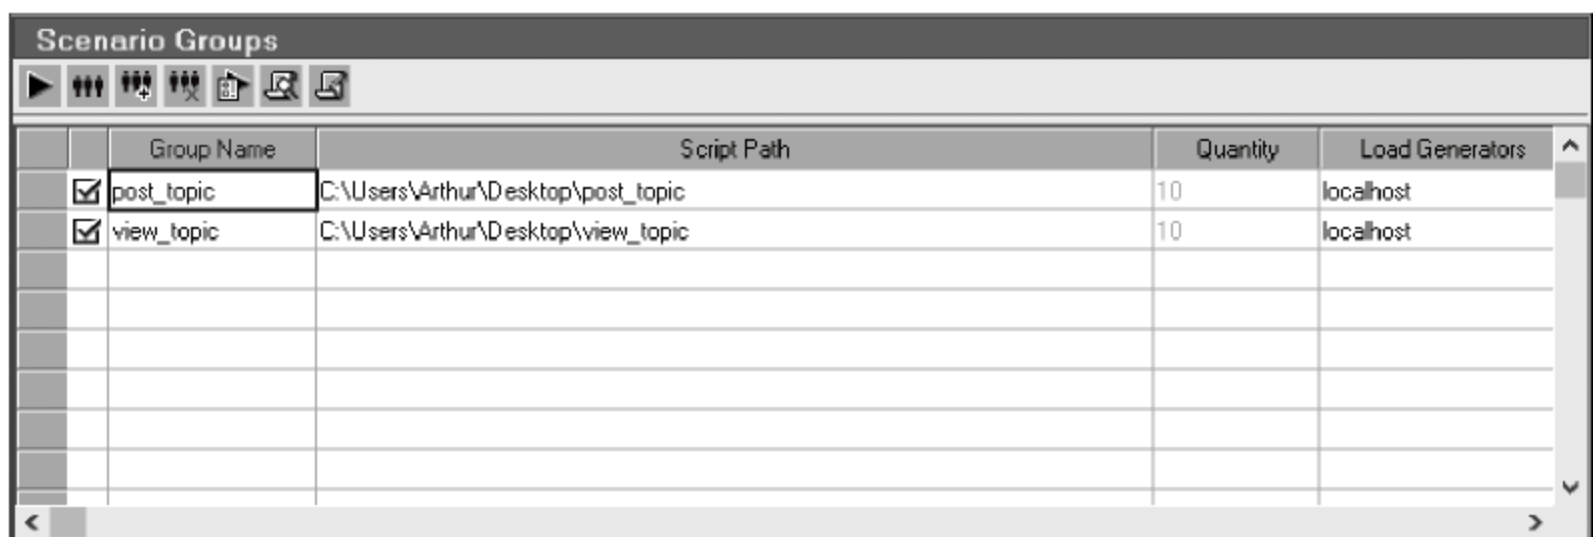 Scenario Groups
Group Name Script Path Quantity Load Generators
post_topic C:\Users\Arthur\Desktop\post_topic 10 localhost
view_topic C:\Users\Arthur\Desktop\view_topic 10 localhost